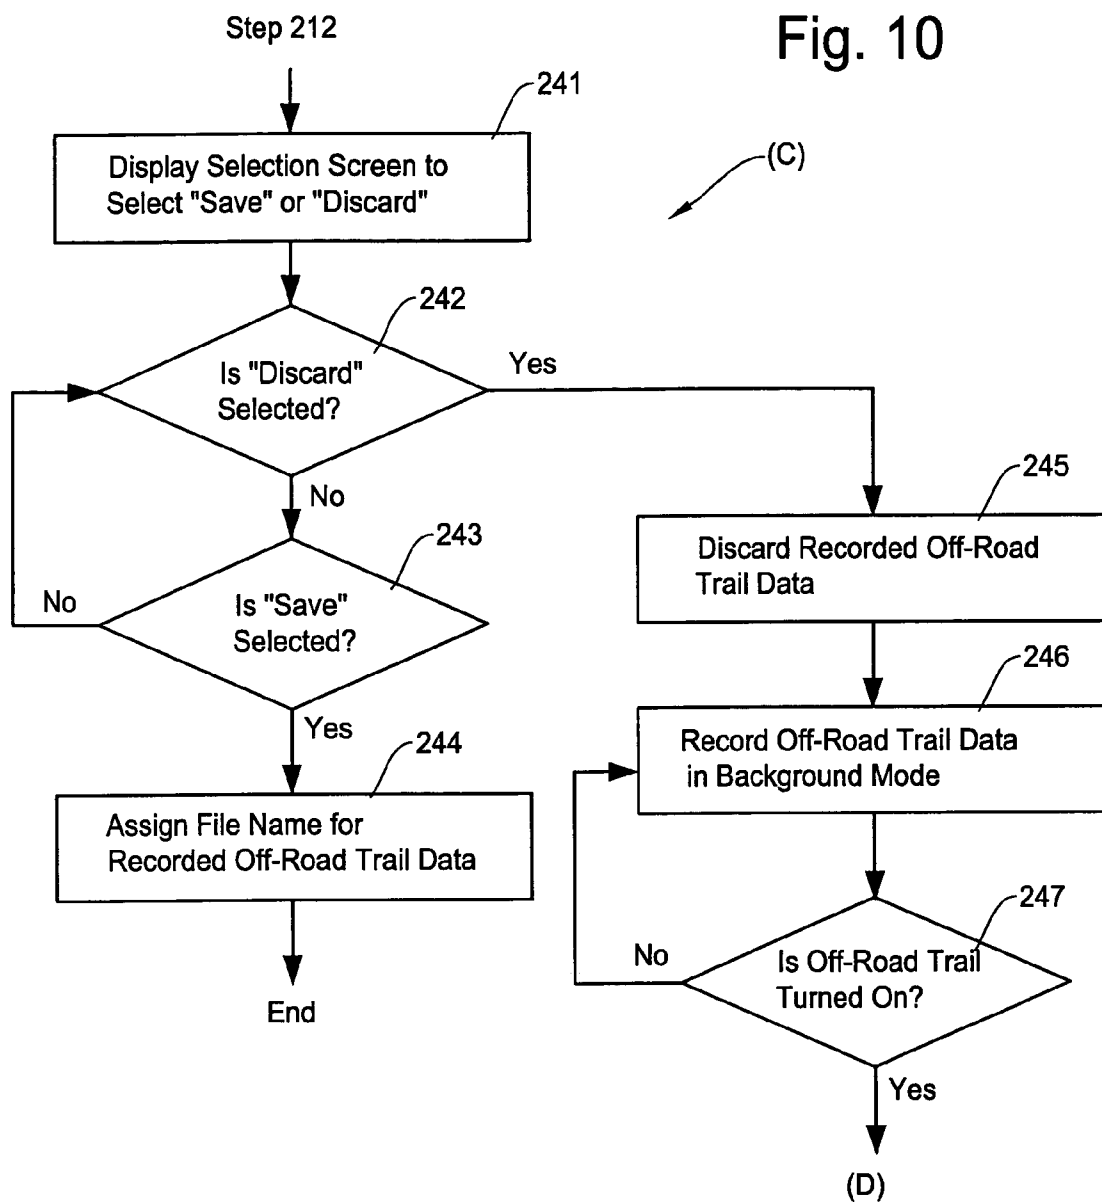 Step 212
Fig. 10
241
Display Selection Screen to
Select "Save" or "Discard"
(C)
242
Is "Discard"
Selected?
Yes
No
243
Is "Save"
Selected?
No
Yes
244
Assign File Name for
Recorded Off-Road Trail Data
End
245
Discard Recorded Off-Road
Trail Data
246
Record Off-Road Trail Data
in Background Mode
247
Is Off-Road Trail
Turned On?
No
Yes
(D)